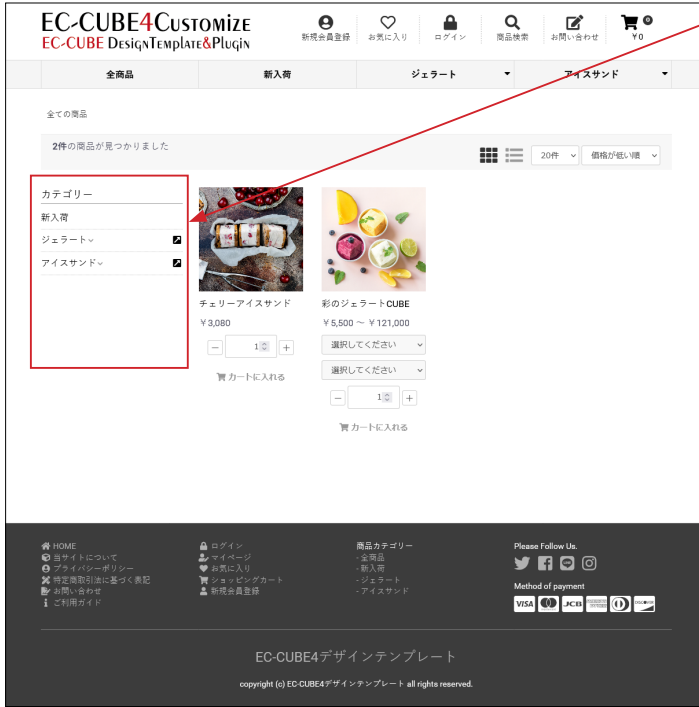 EC-CUBE4Customize
EC-CUBE DesignTemplate&Plugin
新規会員登録 お気に入り ログイン 商品検索 お問い合わせ 0 ￥0
全商品 新入荷 ジェラート アイスサンド
全ての商品
2件の商品が見つかりました
20件 価格が低い順
カテゴリー
新入荷
ジェラート
アイスサンド
チェリーアイスサンド 彩のジェラートCUBE
￥3,080 ￥5,500 ～ ￥121,000
1 選択してください
カートに入れる 選択してください
1
カートに入れる
HOME ログイン 商品カテゴリー Please Follow Us.
当サイトについて マイページ - 全商品
プライバシーポリシー お気に入り - 新入荷
特定商取引法に基づく表記 ショッピングカート - ジェラート
お問い合わせ 新規会員登録 - アイスサンド
ご利用ガイド
Method of payment
VISA JCB
EC-CUBE4デザインテンプレート
copyright (c) EC-CUBE4デザインテンプレート all rights reserved.